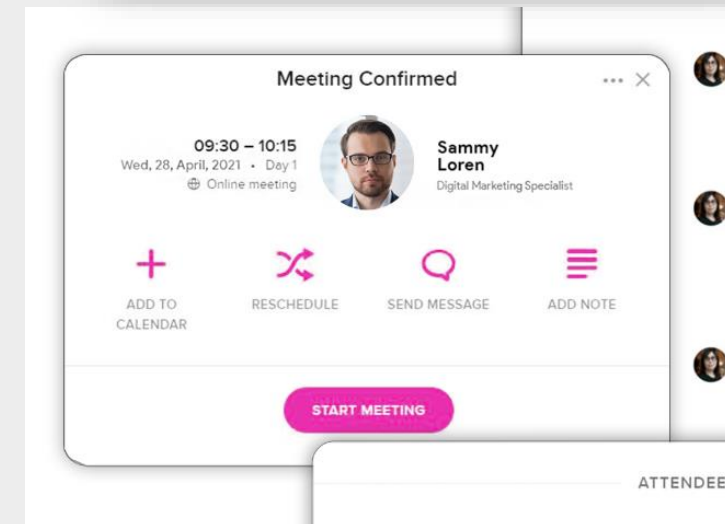 Meeting Confirmed
09:30 – 10:15
Wed, 28, April, 2021 • Day 1
Online meeting
Sammy
Loren
Digital Marketing Specialist
ADD TO
CALENDAR
RESCHEDULE
SEND MESSAGE
ADD NOTE
START MEETING
ATTENDEE